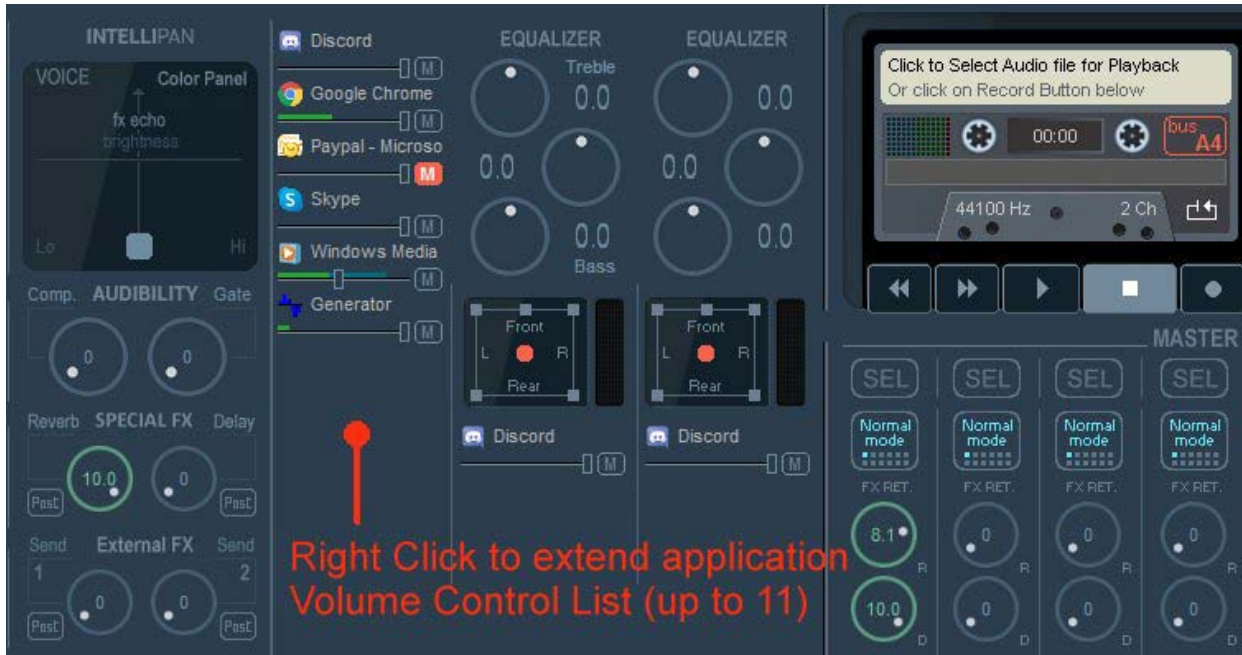 INTELLIPAN
VOICE
Color Panel
fx echo
brightness
Lo
Hi
Comp. AUDIBILITY Gate
0
0
Reverb SPECIAL FX Delay
10.0
0
Post
Post
Send External FX Send
1
2
0
0
Post
Post
Discord
M
Google Chrome
M
Paypal - Microso
M
Skype
M
Windows Media
M
Generator
M
EQUALIZER
Treble
0.0
0.0
0.0
Bass
Front
L R
Rear
Discord
M
EQUALIZER
0.0
0.0
0.0
Front
L R
Rear
Discord
M
Right Click to extend application
Volume Control List (up to 11)
Click to Select Audio file for Playback
Or click on Record Button below
00:00
bus
A4
44100 Hz
2 Ch
MASTER
SEL SEL SEL SEL
Normal Normal Normal Normal
mode mode mode mode
FX RET. FX RET. FX RET. FX RET.
8.1 0 0 0
R R R R
10.0 0 0 0
D D D D